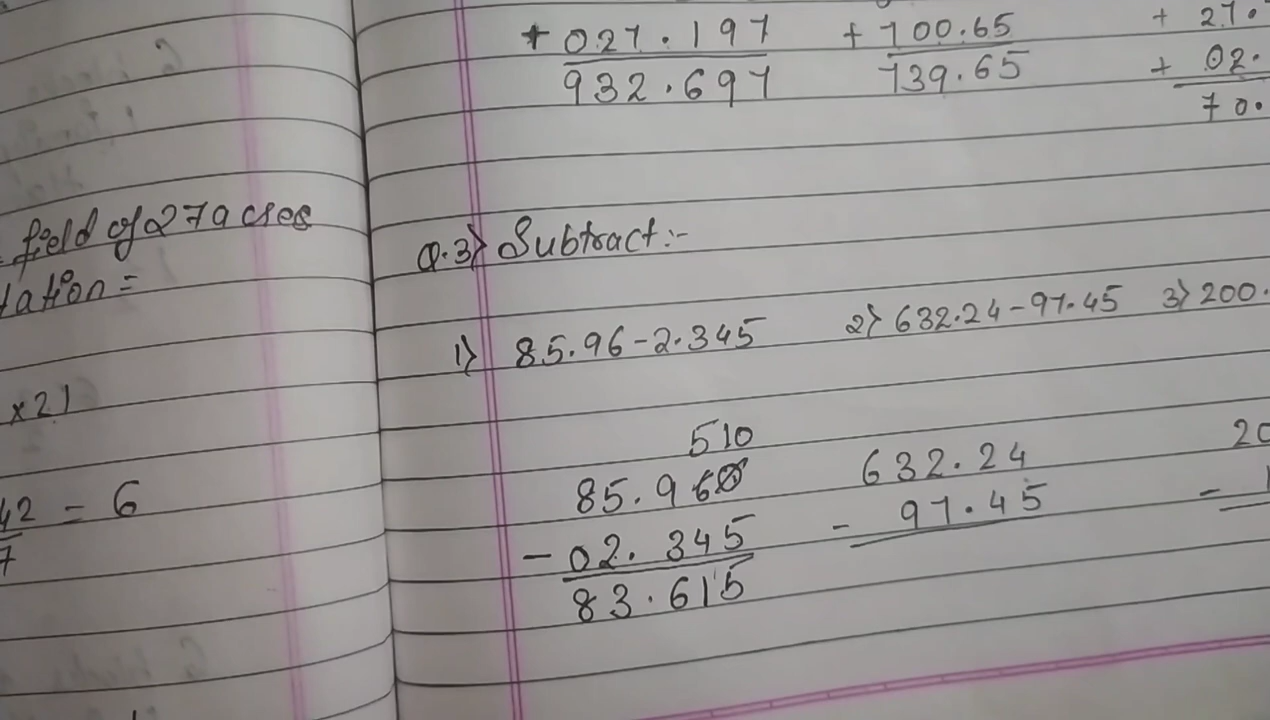 + 027.197 + 100.65 + 27.
932.697 739.65 + 02.
70.
field of 27 acres
tation =
Q.3) Subtract:-
1) 85.96-2.345 2) 632.24-97.45 3) 200.
×21
510
85.960 632.24 20
42/7 = 6
- 02.345 - 97.45 -
83.615